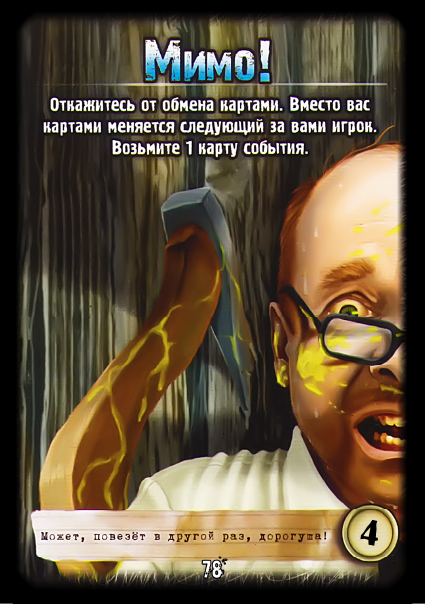 Мимо!
Откажитесь от обмена картами. Вместо вас
картами меняется следующий за вами игрок.
Возьмите 1 карту события.
Может, повезёт в другой раз, дорогуша!
4
78